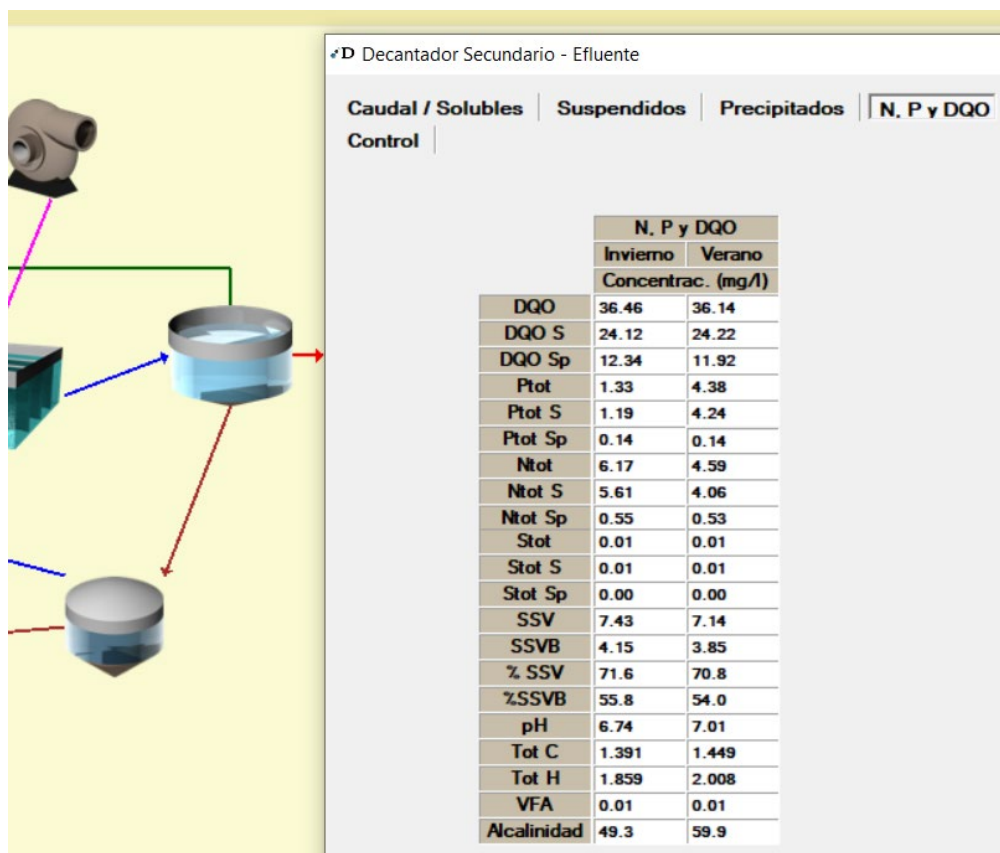 D Decantador Secundario - Efluente
Caudal / Solubles Suspendidos Precipitados N, P y DQO
Control
N, P y DQO
Invierno Verano
Concentrac. (mg/l)
DQO 36.46 36.14
DQO S 24.12 24.22
DQO Sp 12.34 11.92
Ptot 1.33 4.38
Ptot S 1.19 4.24
Ptot Sp 0.14 0.14
Ntot 6.17 4.59
Ntot S 5.61 4.06
Ntot Sp 0.55 0.53
Stot 0.01 0.01
Stot S 0.01 0.01
Stot Sp 0.00 0.00
SSV 7.43 7.14
SSVB 4.15 3.85
% SSV 71.6 70.8
%SSVB 55.8 54.0
pH 6.74 7.01
Tot C 1.391 1.449
Tot H 1.859 2.008
VFA 0.01 0.01
Alcalinidad 49.3 59.9